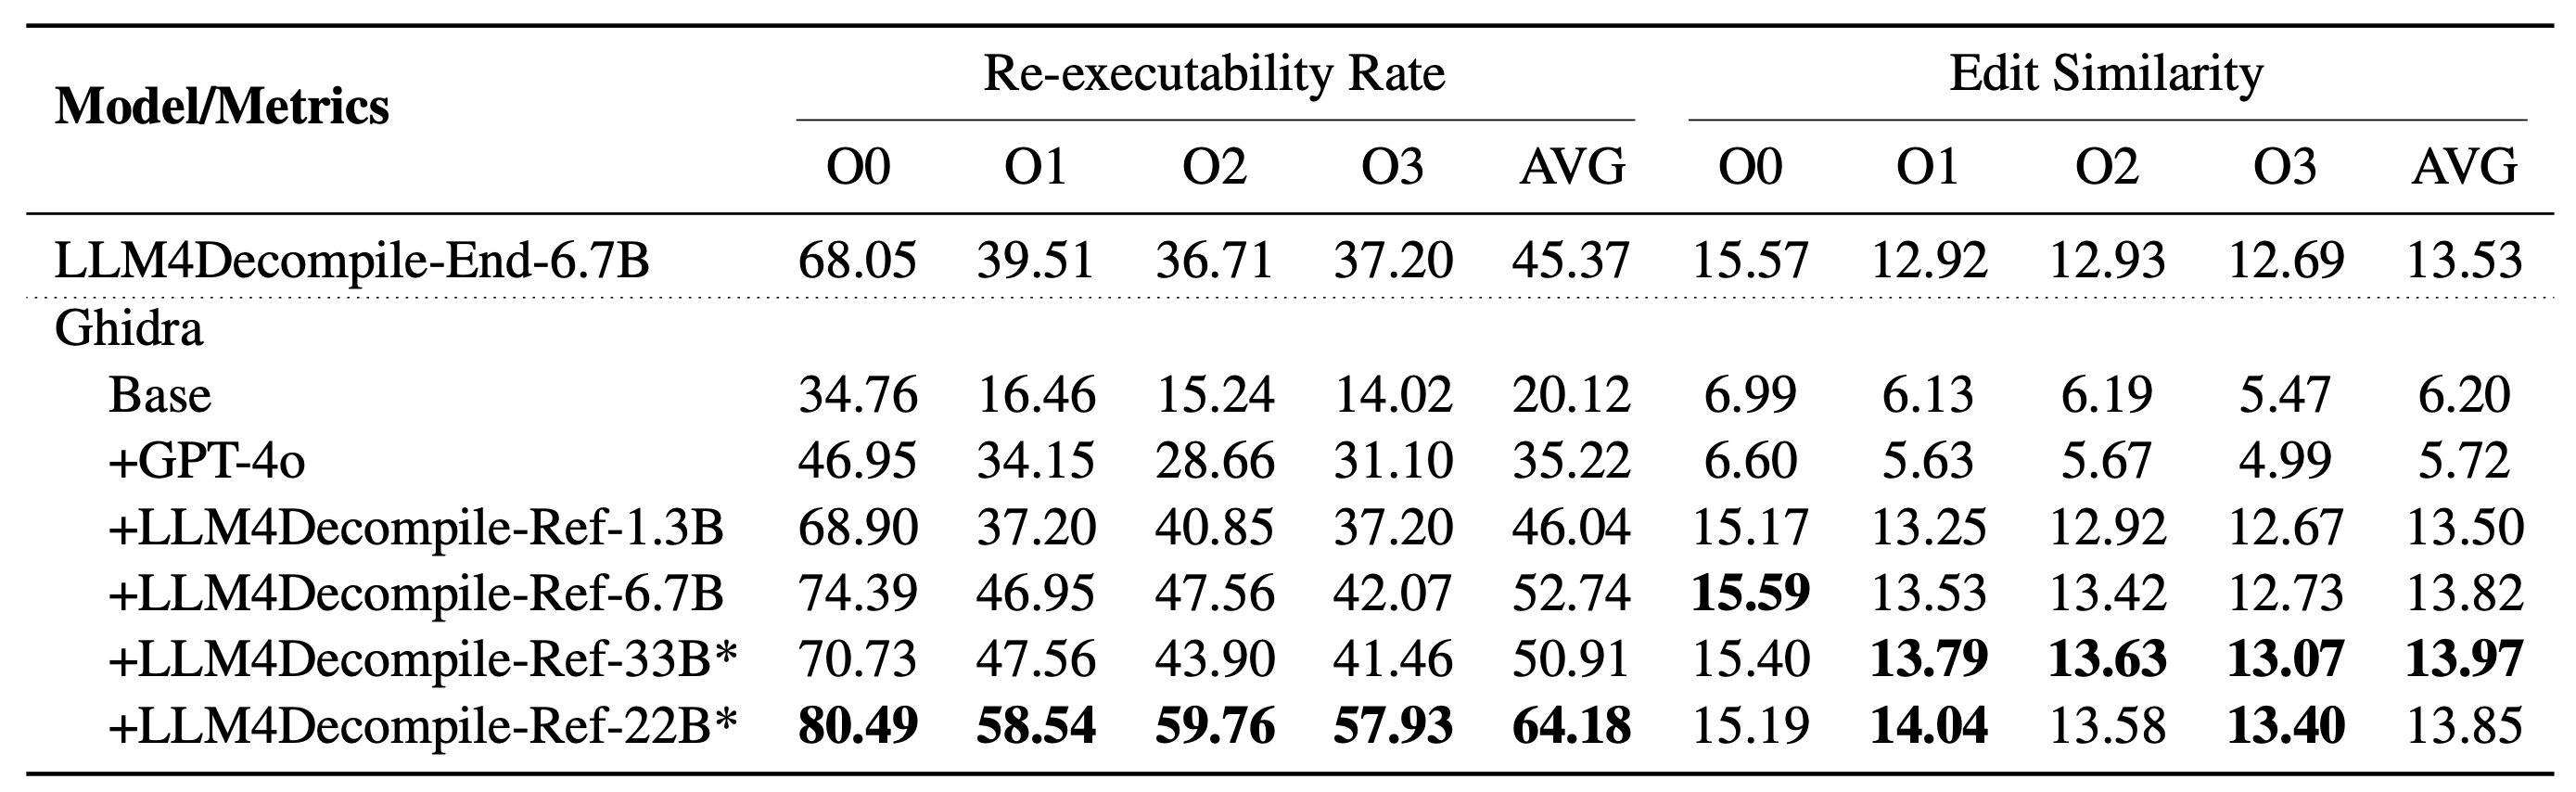 Model/Metrics Re-executability Rate Edit Similarity
O0 O1 O2 O3 AVG O0 O1 O2 O3 AVG
LLM4Decompile-End-6.7B 68.05 39.51 36.71 37.20 45.37 15.57 12.92 12.93 12.69 13.53
Ghidra
Base 34.76 16.46 15.24 14.02 20.12 6.99 6.13 6.19 5.47 6.20
+GPT-4o 46.95 34.15 28.66 31.10 35.22 6.60 5.63 5.67 4.99 5.72
+LLM4Decompile-Ref-1.3B 68.90 37.20 40.85 37.20 46.04 15.17 13.25 12.92 12.67 13.50
+LLM4Decompile-Ref-6.7B 74.39 46.95 47.56 42.07 52.74 15.59 13.53 13.42 12.73 13.82
+LLM4Decompile-Ref-33B* 70.73 47.56 43.90 41.46 50.91 15.40 13.79 13.63 13.07 13.97
+LLM4Decompile-Ref-22B* 80.49 58.54 59.76 57.93 64.18 15.19 14.04 13.58 13.40 13.85